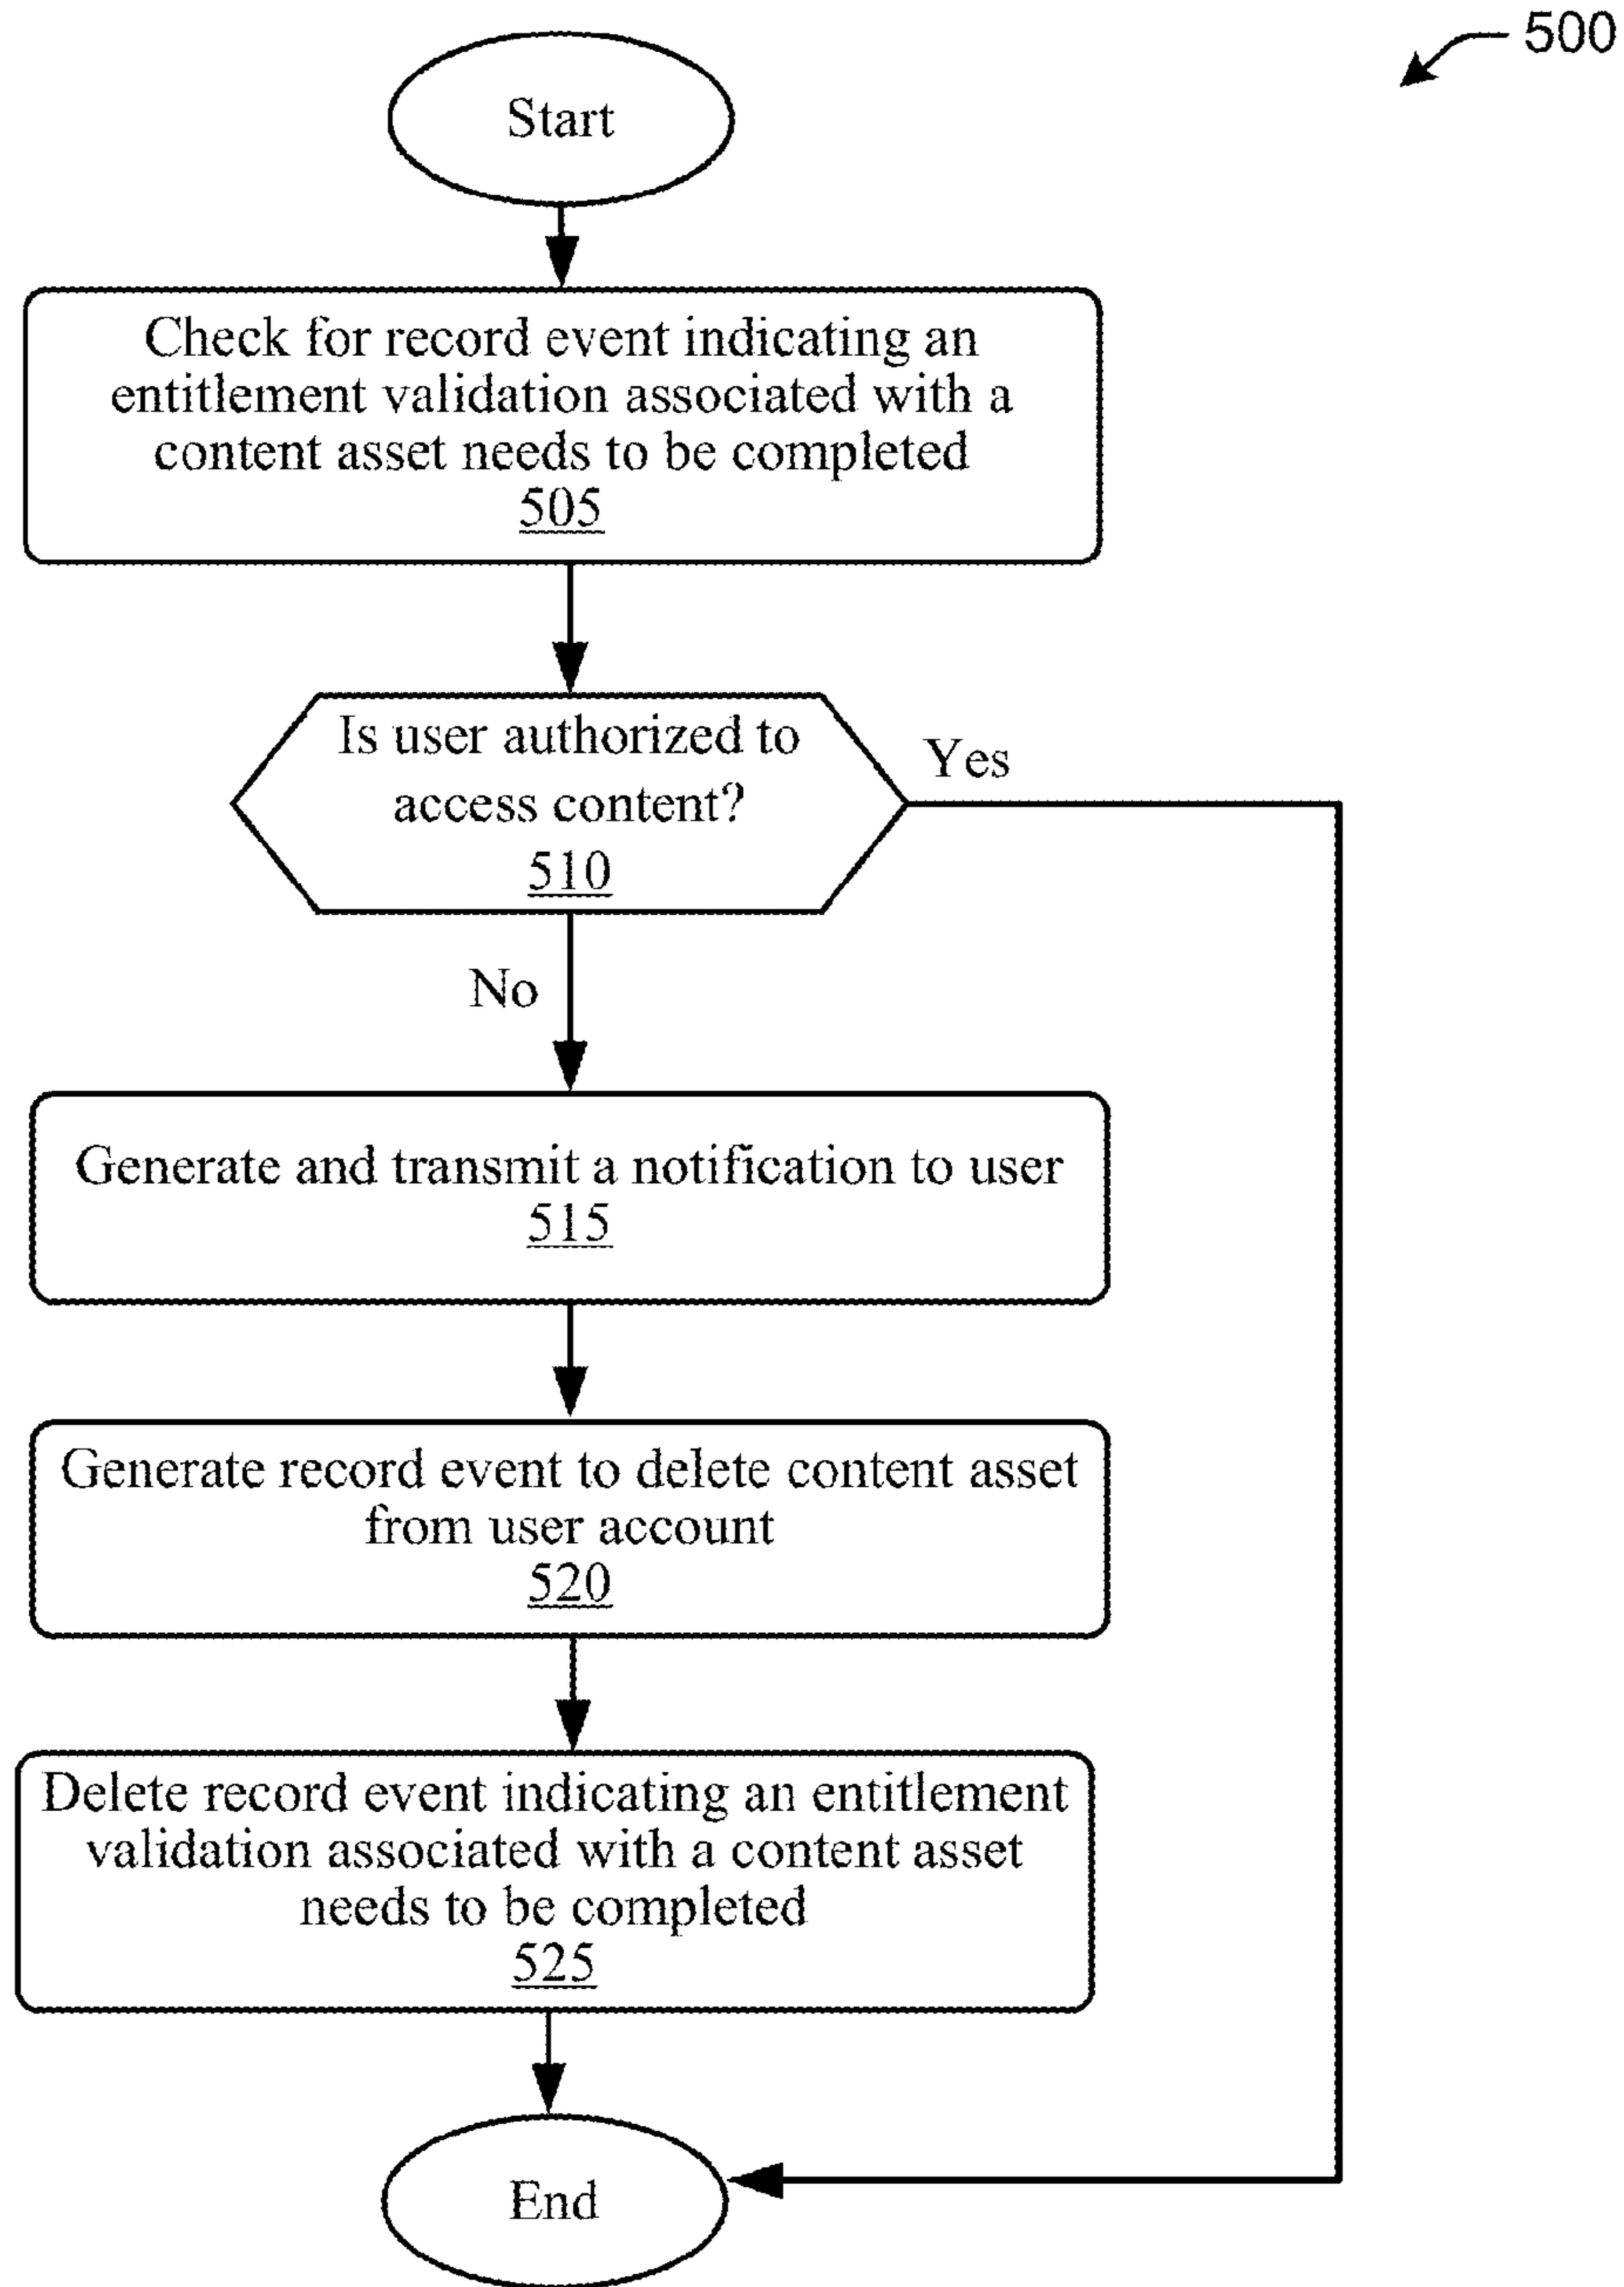 500
Start
Check for record event indicating an
entitlement validation associated with a
content asset needs to be completed
505
Is user authorized to
access content?
510
Yes
No
Generate and transmit a notification to user
515
Generate record event to delete content asset
from user account
520
Delete record event indicating an entitlement
validation associated with a content asset
needs to be completed
525
End